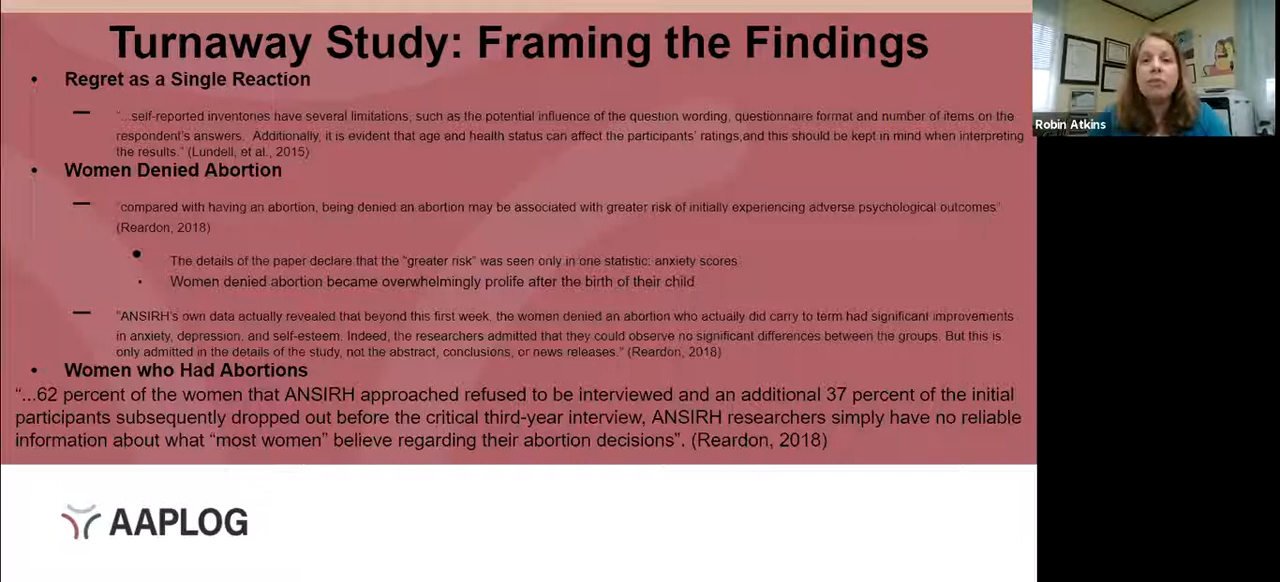 Turnaway Study: Framing the Findings
• Regret as a Single Reaction
– "...self-reported inventories have several limitations, such as the potential influence of the question wording, questionnaire format and number of items on the
respondent's answers. Additionally, it is evident that age and health status can affect the participants' ratings,and this should be kept in mind when interpreting
the results." (Lundell, et al., 2015)
• Women Denied Abortion
– "compared with having an abortion, being denied an abortion may be associated with greater risk of initially experiencing adverse psychological outcomes"
(Reardon, 2018)
• The details of the paper declare that the "greater risk" was seen only in one statistic: anxiety scores
• Women denied abortion became overwhelmingly prolife after the birth of their child
– "ANSIRH's own data actually revealed that beyond this first week, the women denied an abortion who actually did carry to term had significant improvements
in anxiety, depression, and self-esteem. Indeed, the researchers admitted that they could observe no significant differences between the groups. But this is
only admitted in the details of the study, not the abstract, conclusions, or news releases." (Reardon, 2018)
• Women who Had Abortions
"...62 percent of the women that ANSIRH approached refused to be interviewed and an additional 37 percent of the initial
participants subsequently dropped out before the critical third-year interview, ANSIRH researchers simply have no reliable
information about what "most women" believe regarding their abortion decisions". (Reardon, 2018)
AAPLOG
Robin Atkins